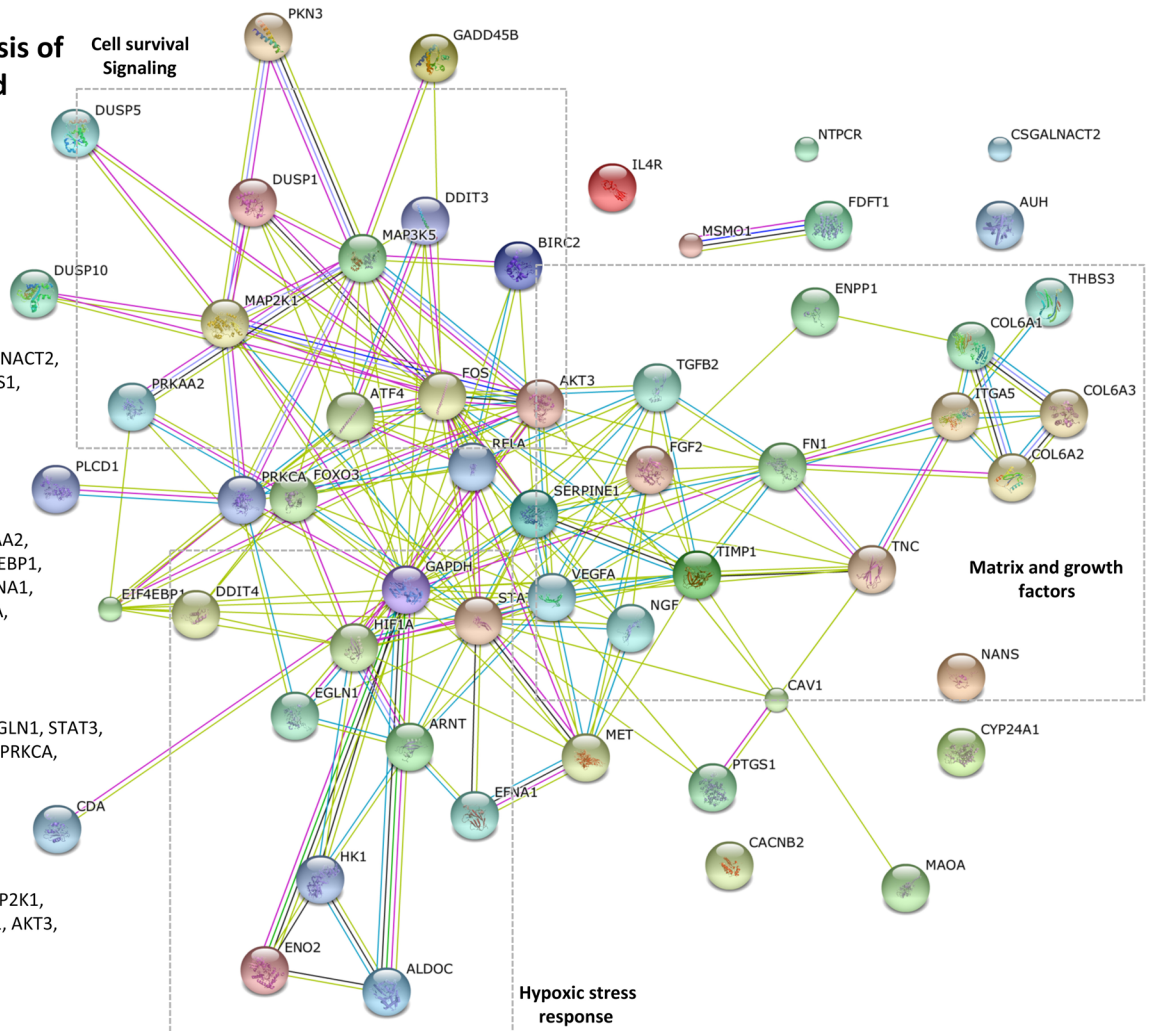 sis of
d
Cell survival
Signaling
PKN3
GADD45B
DUSP5
NTPCR
CSGALNACT2
IL4R
DUSP1
DDIT3
FDFT1
AUH
MSMO1
MAP3K5
BIRC2
DUSP10
THBS3
ENPP1
MAP2K1
COL6A1
NACT2,
S1,
PRKAA2
ATF4
FOS
AKT3
TGFB2
ITGA5
COL6A3
RELA
FGF2
FN1
COL6A2
PLCD1
PRKCA
FOXO3
SERPINE1
AA2,
EBP1,
NA1,
A,
TIMP1
TNC
Matrix and growth
factors
GAPDH
VEGFA
EIF4EBP1
DDIT4
STAT
NGF
HIF1A
NANS
CAV1
EGLN1
GLN1, STAT3,
PRKCA,
ARNT
MET
CYP24A1
PTGS1
EFNA1
CDA
CACNB2
HK1
MAOA
P2K1,
, AKT3,
ENO2
ALDOC
Hypoxic stress
response